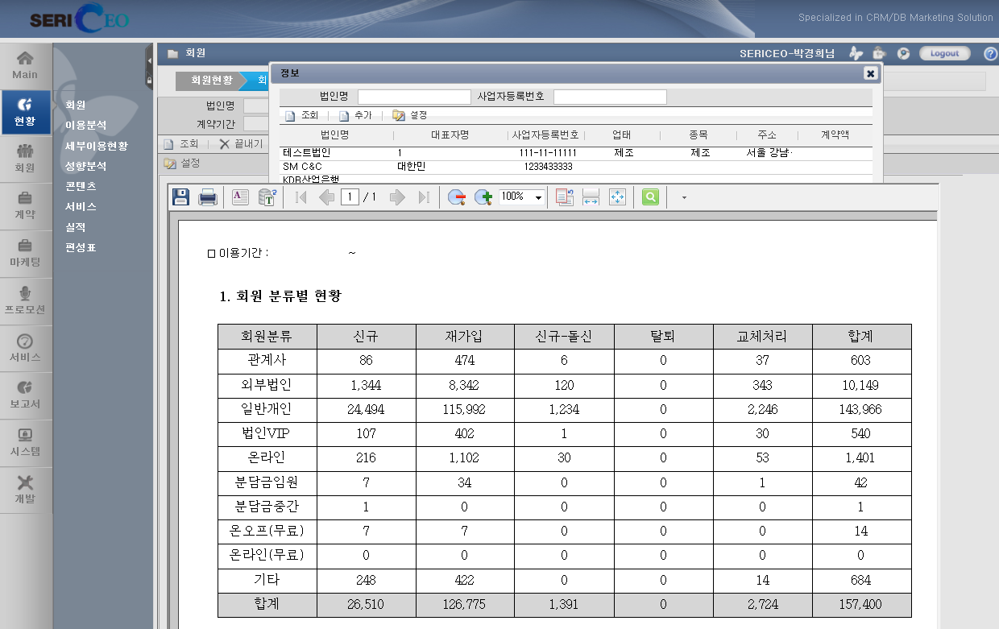 SERICEO
Specialized in CRM/DB Marketing Solution
회원
SERICEO-박경희님
Logout
?
Main
현황
회원
계약
마케팅
프로모션
서비스
보고서
시스템
개발
회원
이용분석
세부이용현황
성향분석
콘텐츠
서비스
실적
편성표
회원현황
회
법인명
계약기간
조회
끝내기
설정
정보
법인명 사업자등록번호
조회 추가 설정
법인명 대표자명 사업자등록번호 업태 종목 주소 계약액
테스트법인 1 111-11-11111 제조 제조 서울 강남
SM C&C 대한민 1233433333
KDB산업은행
1 / 1 100%
□ 이용기간 : ~
1. 회원 분류별 현황
회원분류 신규 재가입 신규-돌신 탈퇴 교체처리 합계
관계사 86 474 6 0 37 603
외부법인 1,344 8,342 120 0 343 10,149
일반개인 24,494 115,992 1,234 0 2,246 143,966
법인VIP 107 402 1 0 30 540
온라인 216 1,102 30 0 53 1,401
분담금임원 7 34 0 0 1 42
분담금중간 1 0 0 0 0 1
온오프(무료) 7 7 0 0 0 14
온라인(무료) 0 0 0 0 0 0
기타 248 422 0 0 14 684
합계 26,510 126,775 1,391 0 2,724 157,400